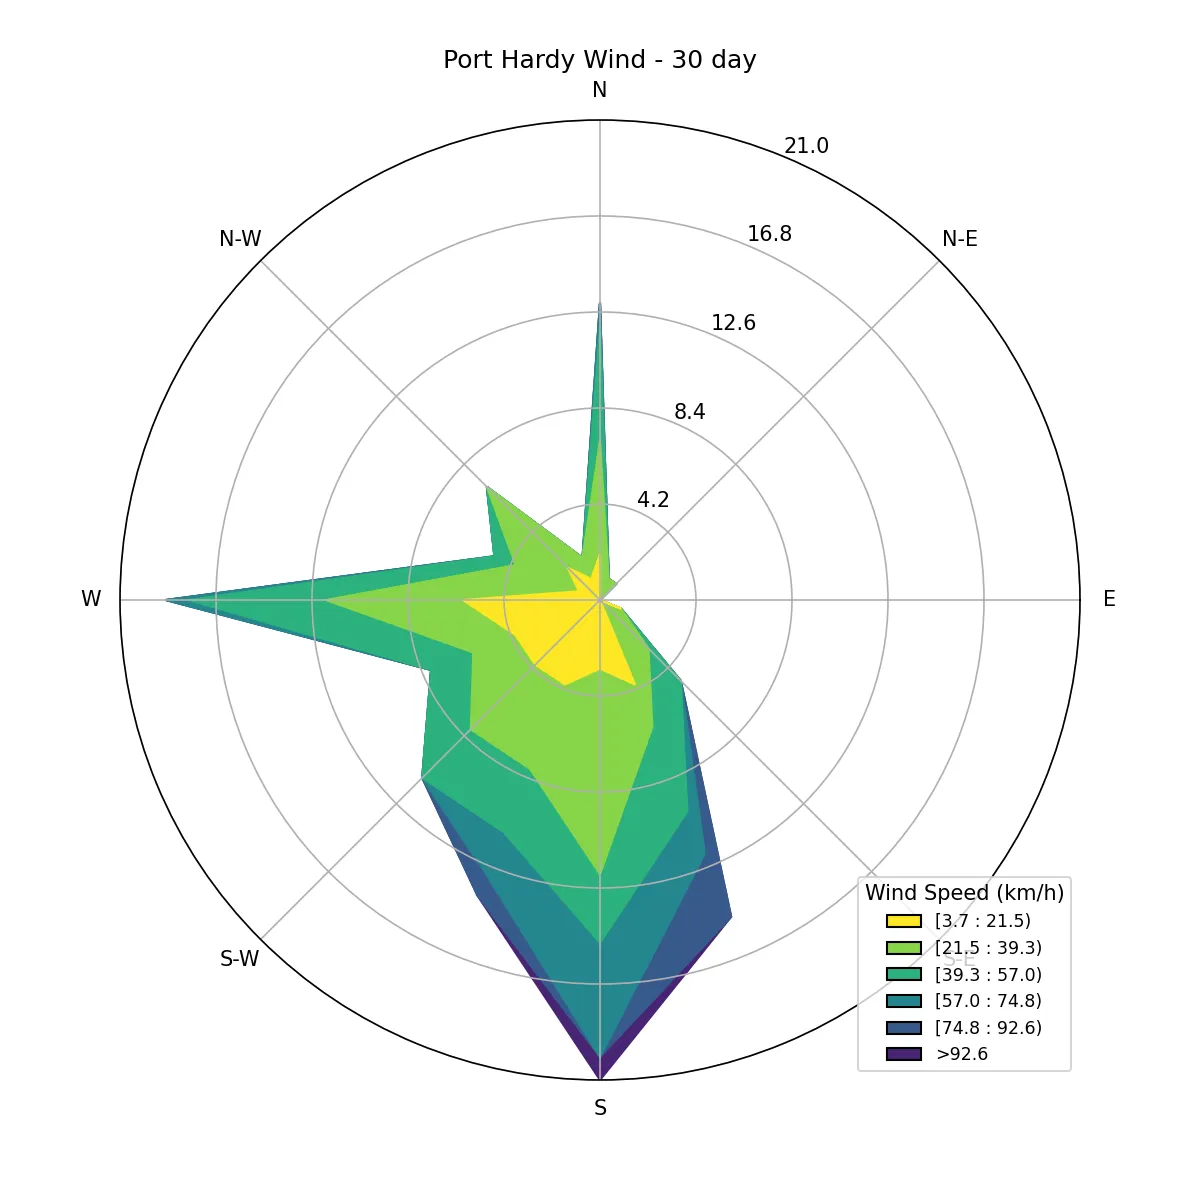 Port Hardy Wind - 30 day
N
21.0
16.8
N-W
N-E
12.6
8.4
4.2
W
E
Wind Speed (km/h)
[3.7 : 21.5)
[21.5 : 39.3)
S-W
S-E
[39.3 : 57.0)
[57.0 : 74.8)
[74.8 : 92.6)
>92.6
S